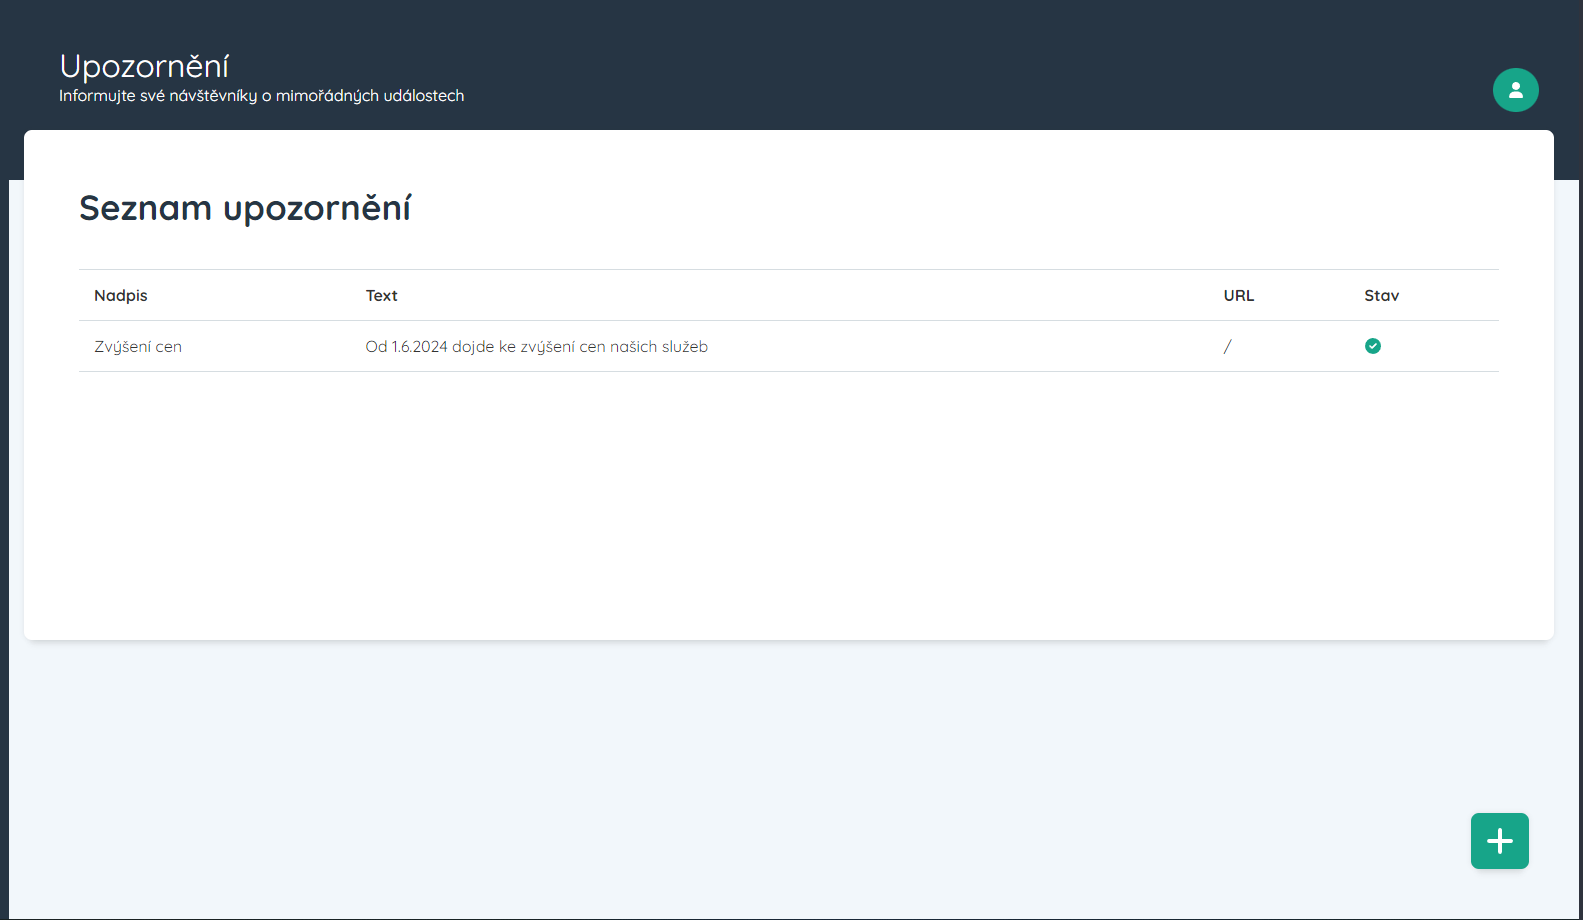 Upozornění
Informujte své návštěvníky o mimořádných událostech
Seznam upozornění
Nadpis Text URL Stav
Zvýšení cen Od 1.6.2024 dojde ke zvýšení cen našich služeb /